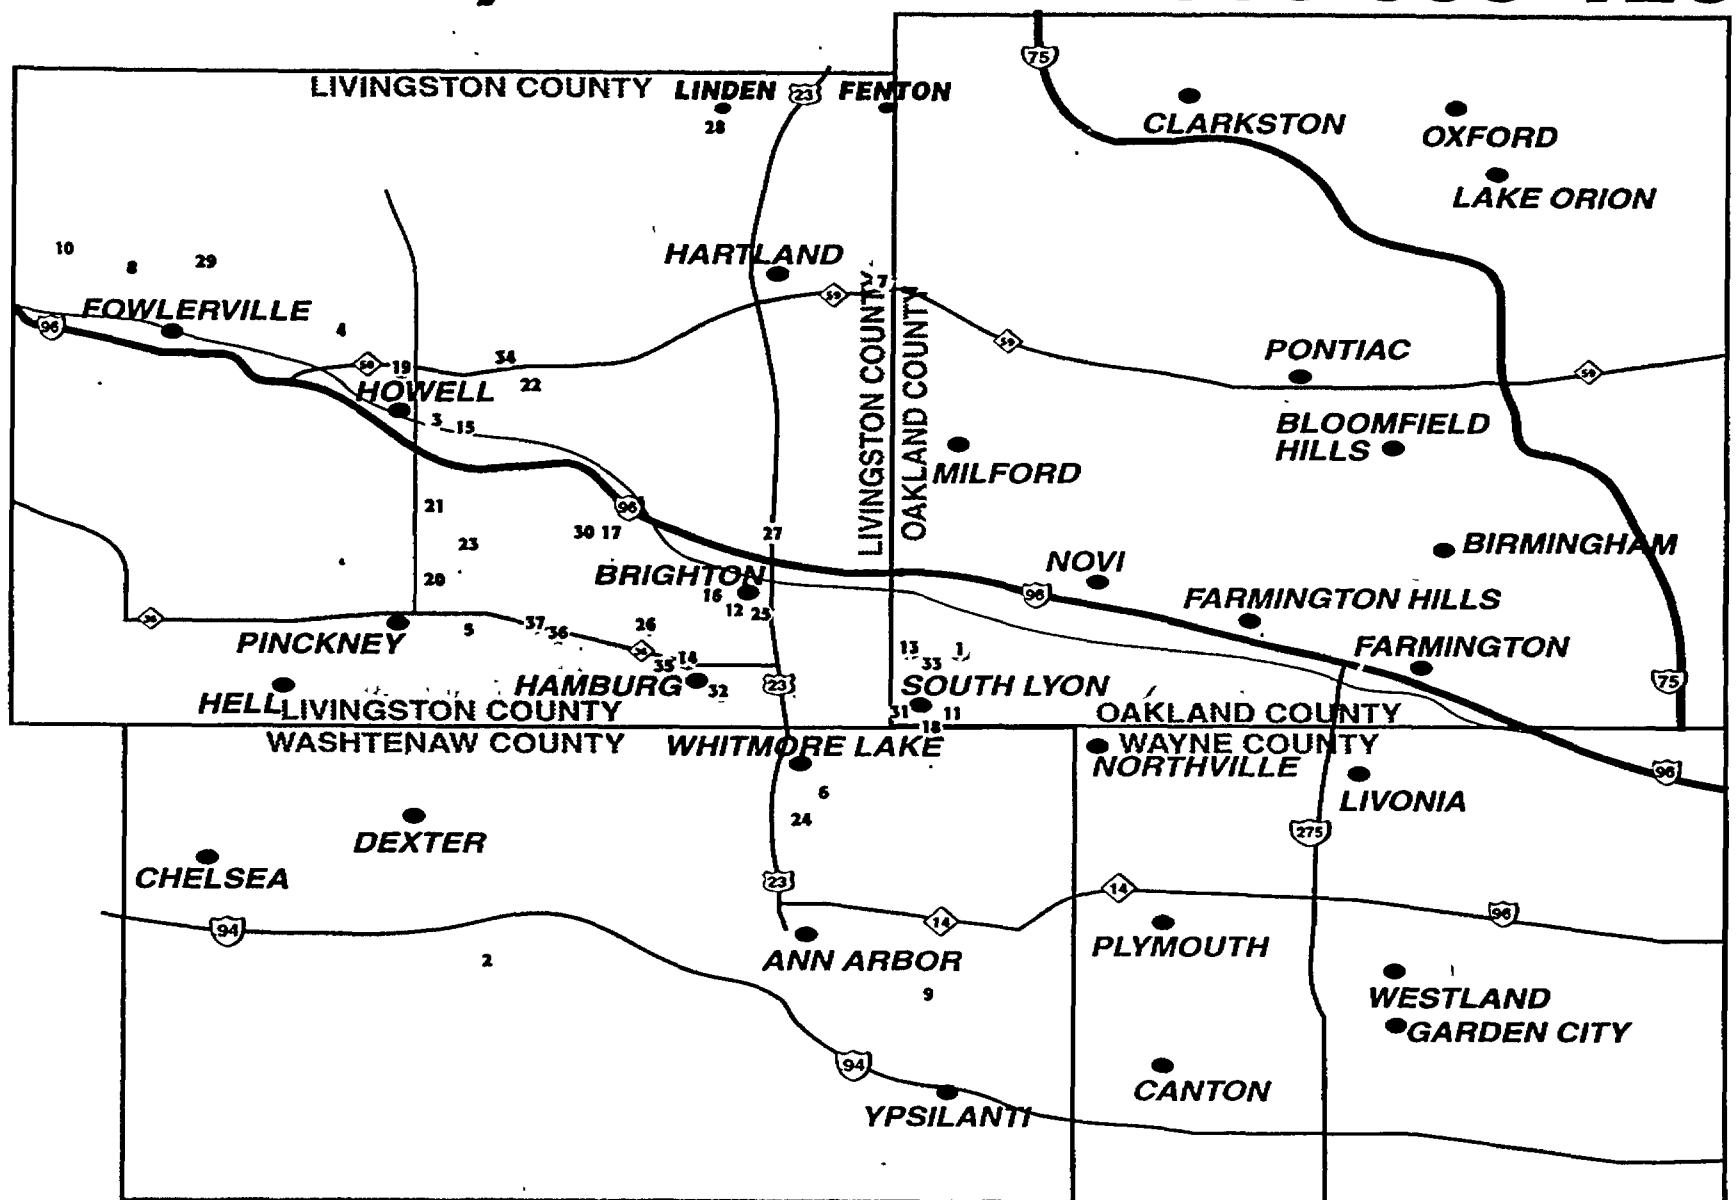 LIVINGSTON COUNTY
LINDEN
23
FENTON
28
75
CLARKSTON
OXFORD
LAKE ORION
10
8
29
HARTLAND
7
59
FOWLERVILLE
96
4
59
19
34
22
HOWELL
3
15
LIVINGSTON COUNTY
OAKLAND COUNTY
59
PONTIAC
59
BLOOMFIELD
HILLS
MILFORD
21
96
30 17
27
23
20
BRIGHTON
16
12
25
NOVI
96
BIRMINGHAM
FARMINGTON HILLS
FARMINGTON
36
PINCKNEY
5
37
36
26
36
35
14
HAMBURG
32
23
13
33
1
SOUTH LYON
31
11
18
75
HELL
LIVINGSTON COUNTY
OAKLAND COUNTY
WASHTENAW COUNTY
WHITMORE LAKE
WAYNE COUNTY
NORTHVILLE
96
LIVONIA
6
24
DEXTER
275
CHELSEA
23
14
96
94
14
ANN ARBOR
PLYMOUTH
2
9
WESTLAND
GARDEN CITY
94
CANTON
YPSILANTI